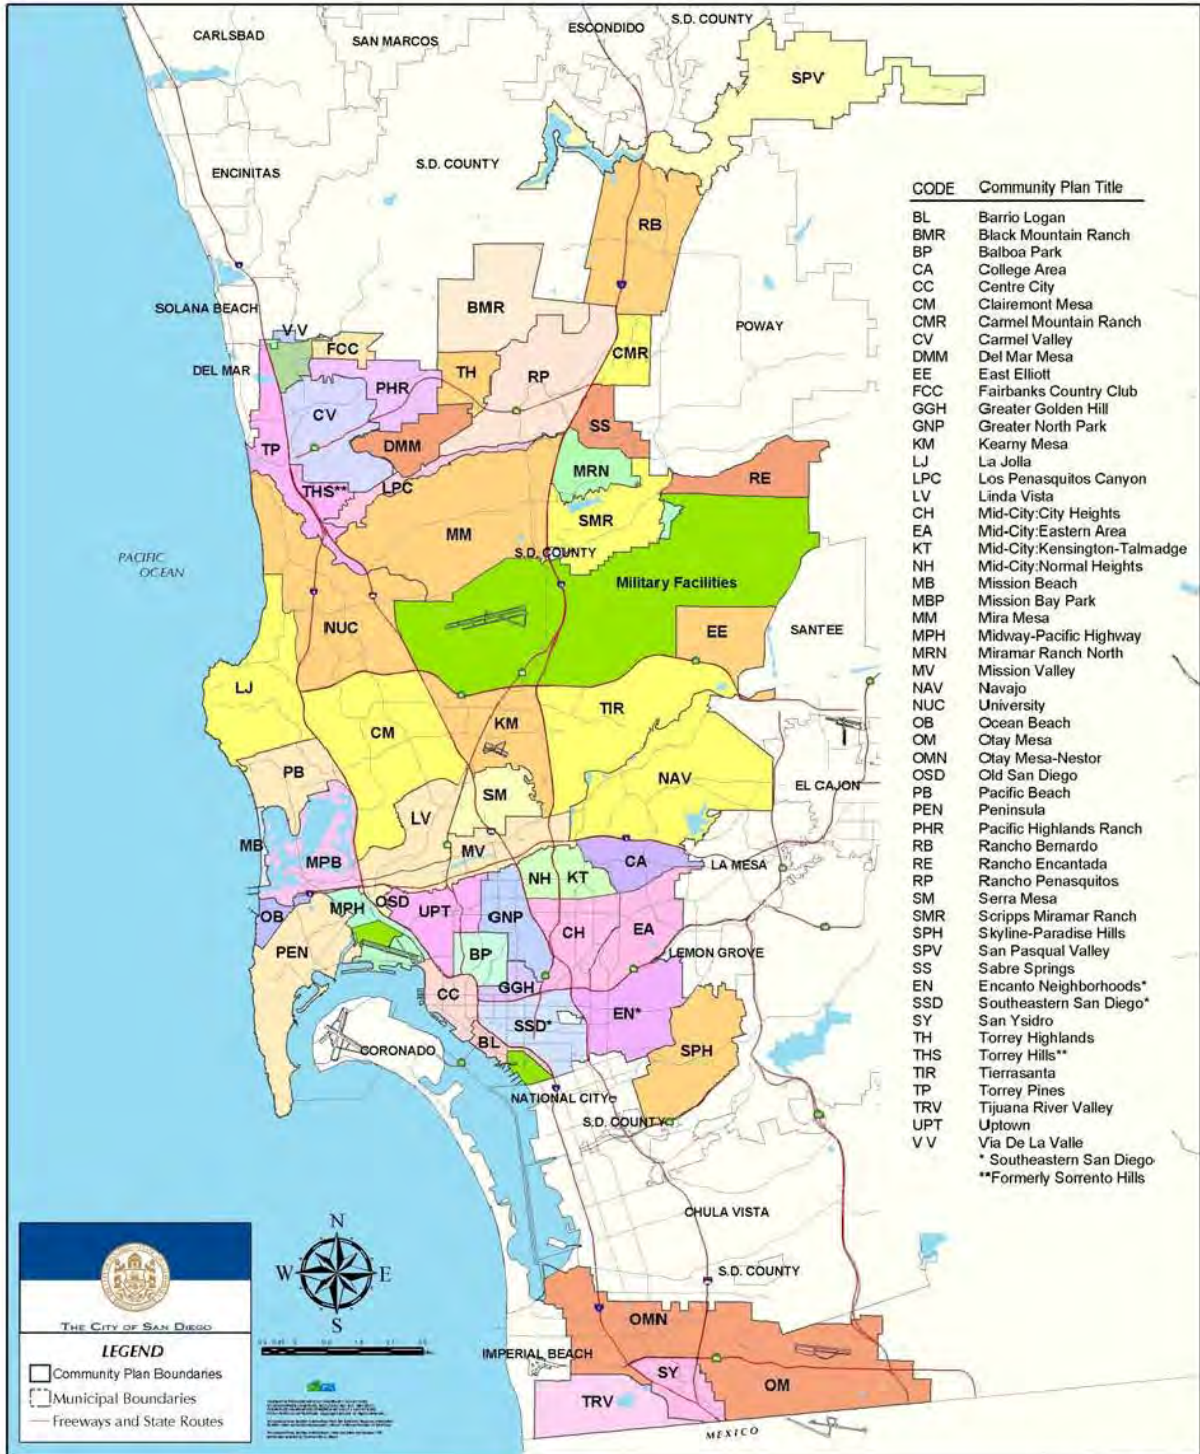 CARLSBAD
SAN MARCOS
ESCONDIDO
S.D. COUNTY
SPV
ENCINITAS
S.D. COUNTY
RB
SOLANA BEACH
BMR
POWAY
V V
FCC
CMR
DEL MAR
PHR
TH
RP
CV
SS
DMM
TP
MRN
RE
THS**
LPC
SMR
MM
PACIFIC
OCEAN
S.D. COUNTY
Military Facilities
NUC
EE
SANTEE
LJ
TIR
KM
CM
PB
NAV
EL CAJON
SM
LV
MB
MPB
MV
CA
LA MESA
NH
KT
OSD
MPH
UPT
OB
GNP
CH
EA
PEN
BP
LEMON GROVE
GGH
CC
EN*
SSD*
BL
CORONADO
SPH
NATIONAL CITY
S.D. COUNTY
CHULA VISTA
S.D. COUNTY
OMN
IMPERIAL BEACH
SY
OM
TRV
MEXICO
CODE Community Plan Title
BL Barrio Logan
BMR Black Mountain Ranch
BP Balboa Park
CA College Area
CC Centre City
CM Clairemont Mesa
CMR Carmel Mountain Ranch
CV Carmel Valley
DMM Del Mar Mesa
EE East Elliott
FCC Fairbanks Country Club
GGH Greater Golden Hill
GNP Greater North Park
KM Kearny Mesa
LJ La Jolla
LPC Los Penasquitos Canyon
LV Linda Vista
CH Mid-City:City Heights
EA Mid-City:Eastern Area
KT Mid-City:Kensington-Talmadge
NH Mid-City:Normal Heights
MB Mission Beach
MBP Mission Bay Park
MM Mira Mesa
MPH Midway-Pacific Highway
MRN Miramar Ranch North
MV Mission Valley
NAV Navajo
NUC University
OB Ocean Beach
OM Otay Mesa
OMN Otay Mesa-Nestor
OSD Old San Diego
PB Pacific Beach
PEN Peninsula
PHR Pacific Highlands Ranch
RB Rancho Bernardo
RE Rancho Encantada
RP Rancho Penasquitos
SM Serra Mesa
SMR Scripps Miramar Ranch
SPH Skyline-Paradise Hills
SPV San Pasqual Valley
SS Sabre Springs
EN Encanto Neighborhoods*
SSD Southeastern San Diego*
SY San Ysidro
TH Torrey Highlands
THS Torrey Hills**
TIR Tierrasanta
TP Torrey Pines
TRV Tijuana River Valley
UPT Uptown
V V Via De La Valle
* Southeastern San Diego
**Formerly Sorrento Hills
N
W E
S
THE CITY OF SAN DIEGO
LEGEND
Community Plan Boundaries
Municipal Boundaries
Freeways and State Routes